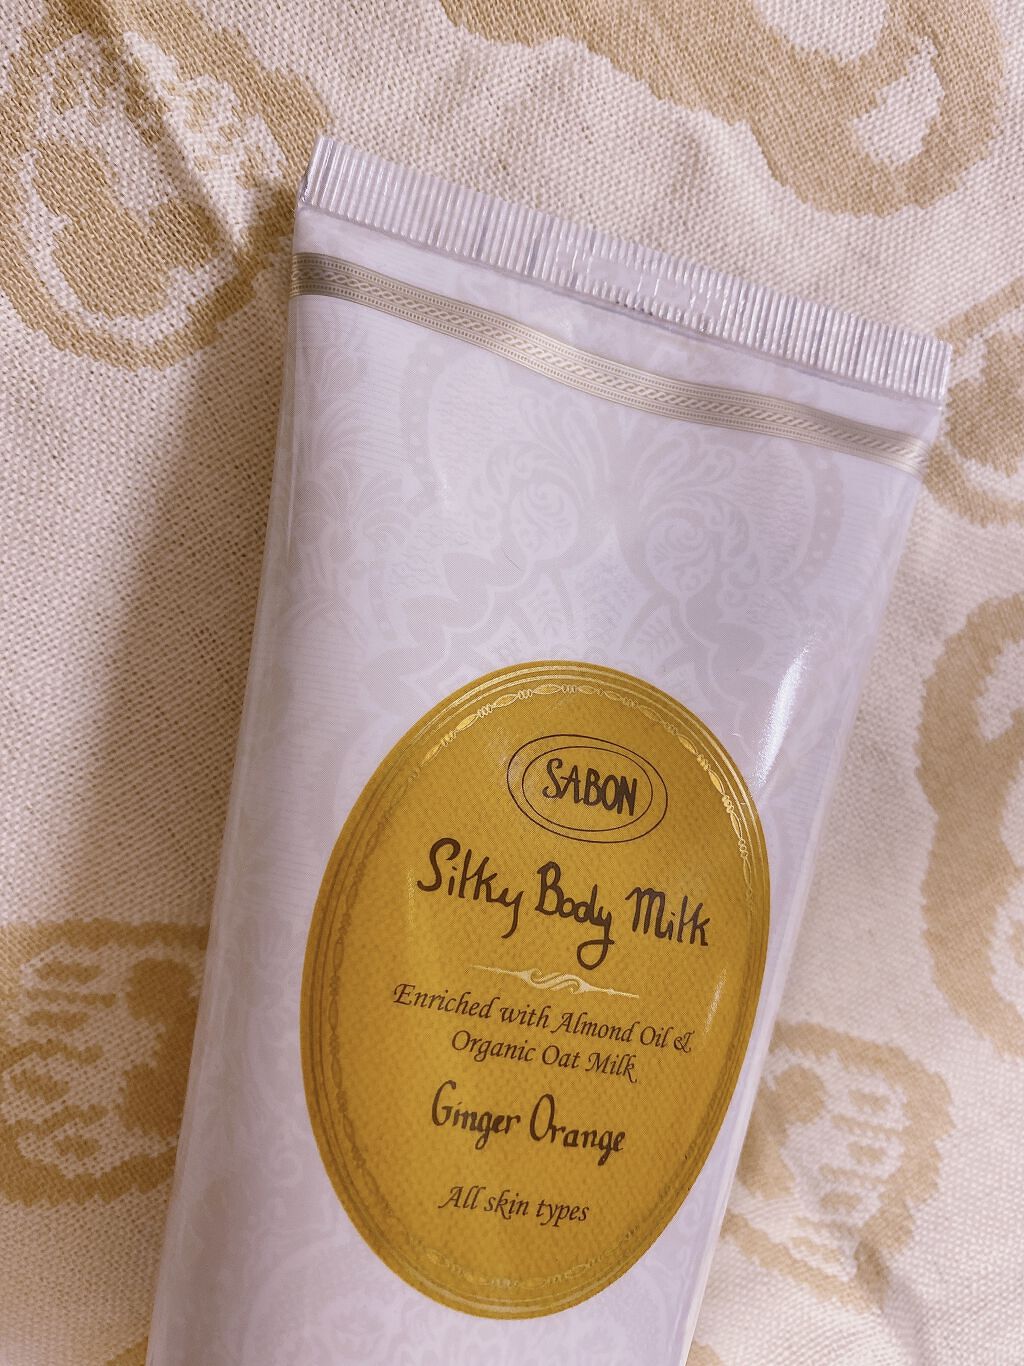 SABON
Silky Body Milk
Enriched with Almond Oil &
Organic Oat Milk
Ginger Orange
All skin types